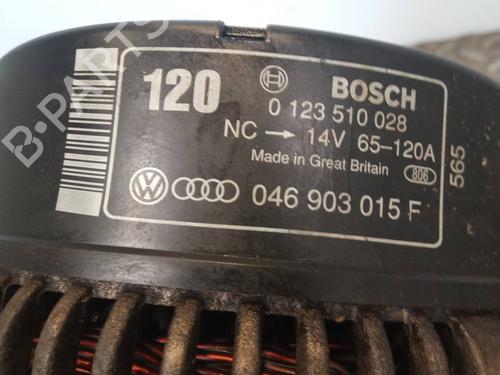 120
BOSCH
0 123 510 028
NC → 14V 65-120A
Made in Great Britain 806
565
046 903 015 F
B-PARTS